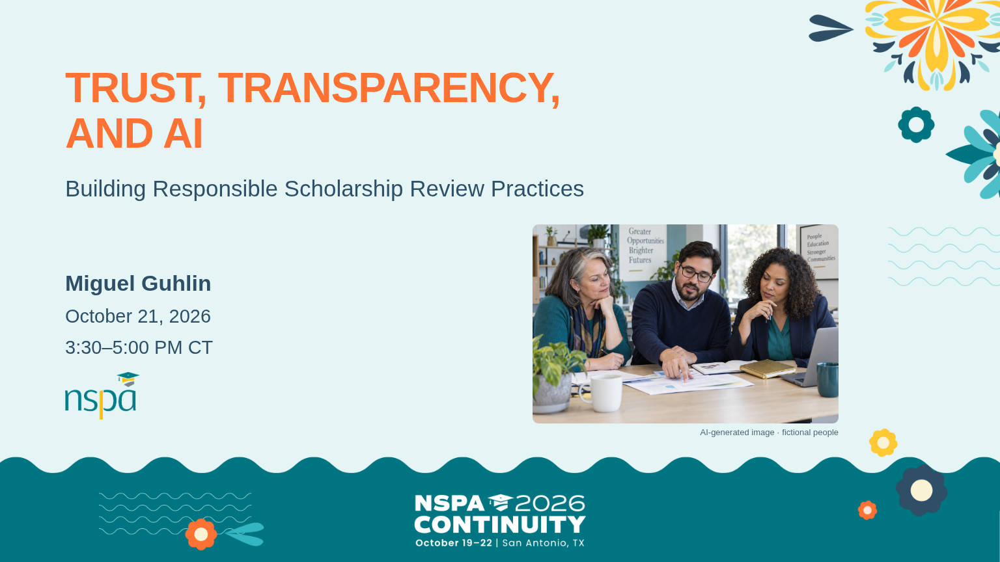 TRUST, TRANSPARENCY,
AND AI
Building Responsible Scholarship Review Practices
Greater
Opportunities
Brighter
Futures
People
Education
Stronger
Communities
Miguel Guhlin
October 21, 2026
3:30–5:00 PM CT
nspa
AI-generated image · fictional people
NSPA 2026
CONTINUITY
October 19–22 | San Antonio, TX